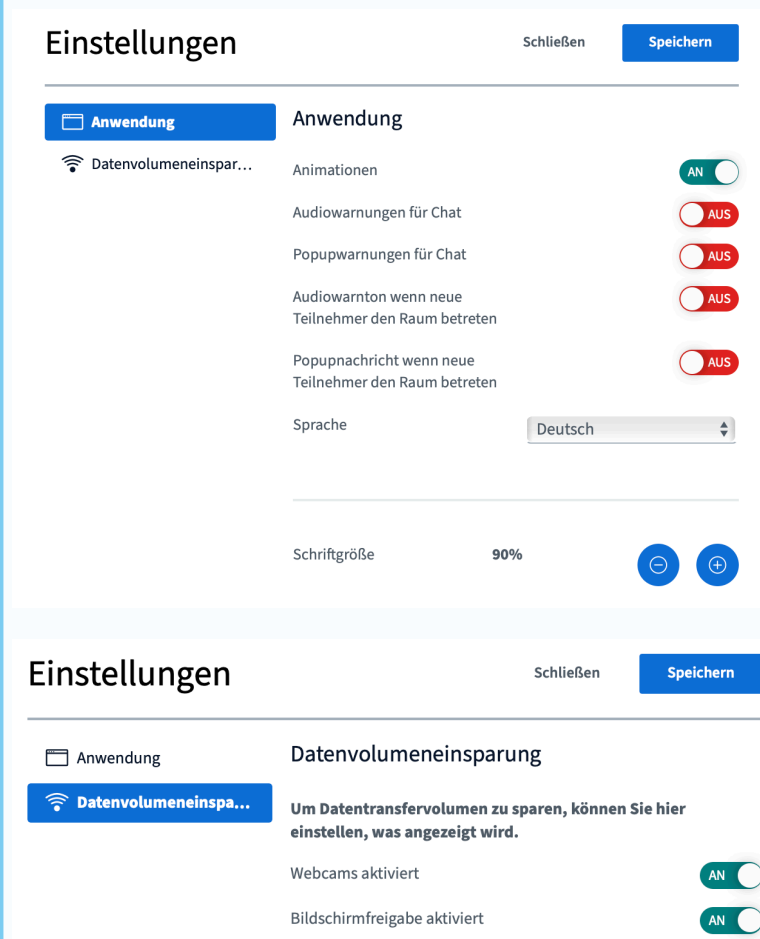 Einstellungen
Schließen
Speichern
Anwendung
Datenvolumeneinspar...
Anwendung
Animationen
AN
Audiowarnungen für Chat
AUS
Popupwarnungen für Chat
AUS
Audiowarnton wenn neue
Teilnehmer den Raum betreten
AUS
Popupnachricht wenn neue
Teilnehmer den Raum betreten
AUS
Sprache
Deutsch
Schriftgröße
90%
Einstellungen
Schließen
Speichern
Anwendung
Datenvolumeneinspa...
Datenvolumeneinsparung
Um Datentransfervolumen zu sparen, können Sie hier
einstellen, was angezeigt wird.
Webcams aktiviert
AN
Bildschirmfreigabe aktiviert
AN